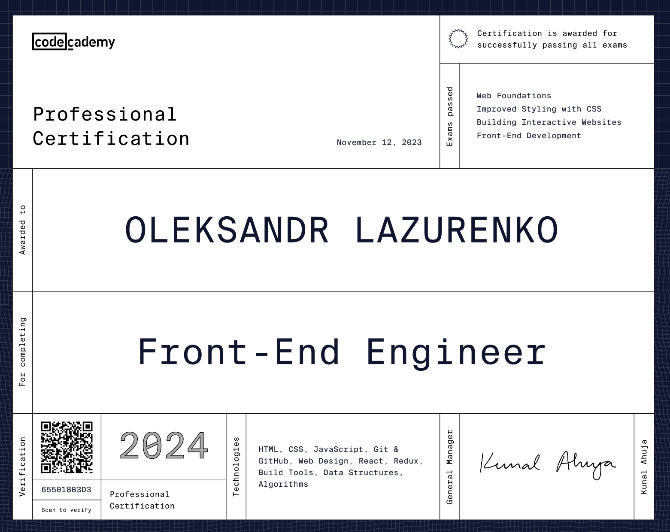 codecademy
Certification is awarded for
successfully passing all exams
Professional
Certification
November 12, 2023
Exams passed
Web Foundations
Improved Styling with CSS
Building Interactive Websites
Front-End Development
Awarded to
OLEKSANDR LAZURENKO
For completing
Front-End Engineer
Verification
655018B3D3
Scan to verify
2024
Professional
Certification
Technologies
HTML, CSS, JavaScript, Git &
GitHub, Web Design, React, Redux,
Build Tools, Data Structures,
Algorithms
General Manager
Kunal Ahuja
Kunal Ahuja